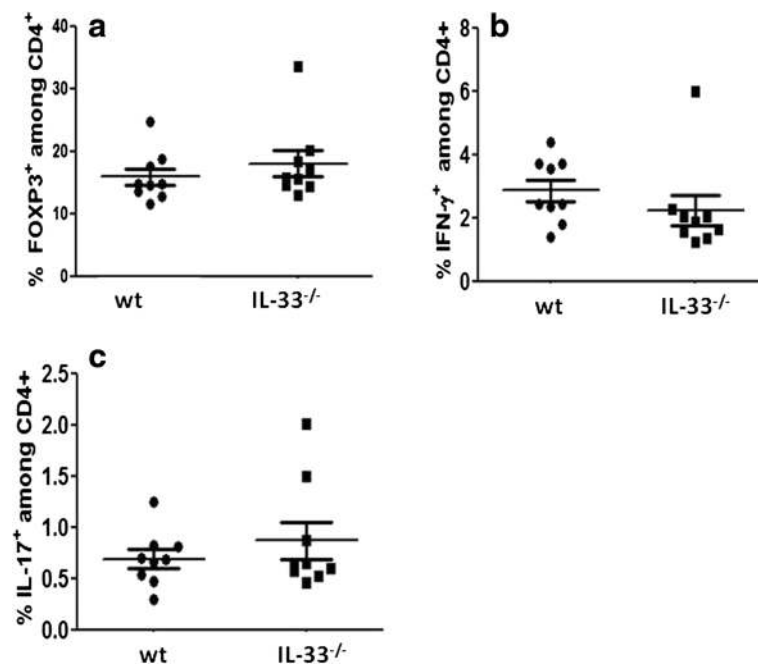 a
% FOXP3⁺ among CD4⁺
40
30
20
10
0
wt
IL-33⁻/⁻
b
% IFN-γ⁺ among CD4+
8
6
4
2
0
wt
IL-33⁻/⁻
c
% IL-17⁺ among CD4+
2.5
2.0
1.5
1.0
0.5
0.0
wt
IL-33⁻/⁻